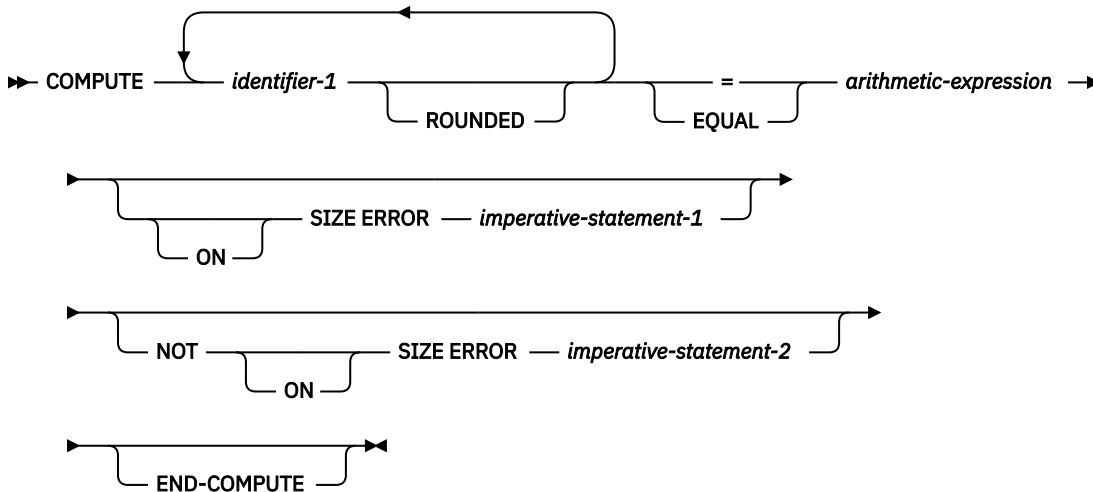 COMPUTE identifier-1 = arithmetic-expression
ROUNDED EQUAL
SIZE ERROR imperative-statement-1
ON
NOT SIZE ERROR imperative-statement-2
ON
END-COMPUTE